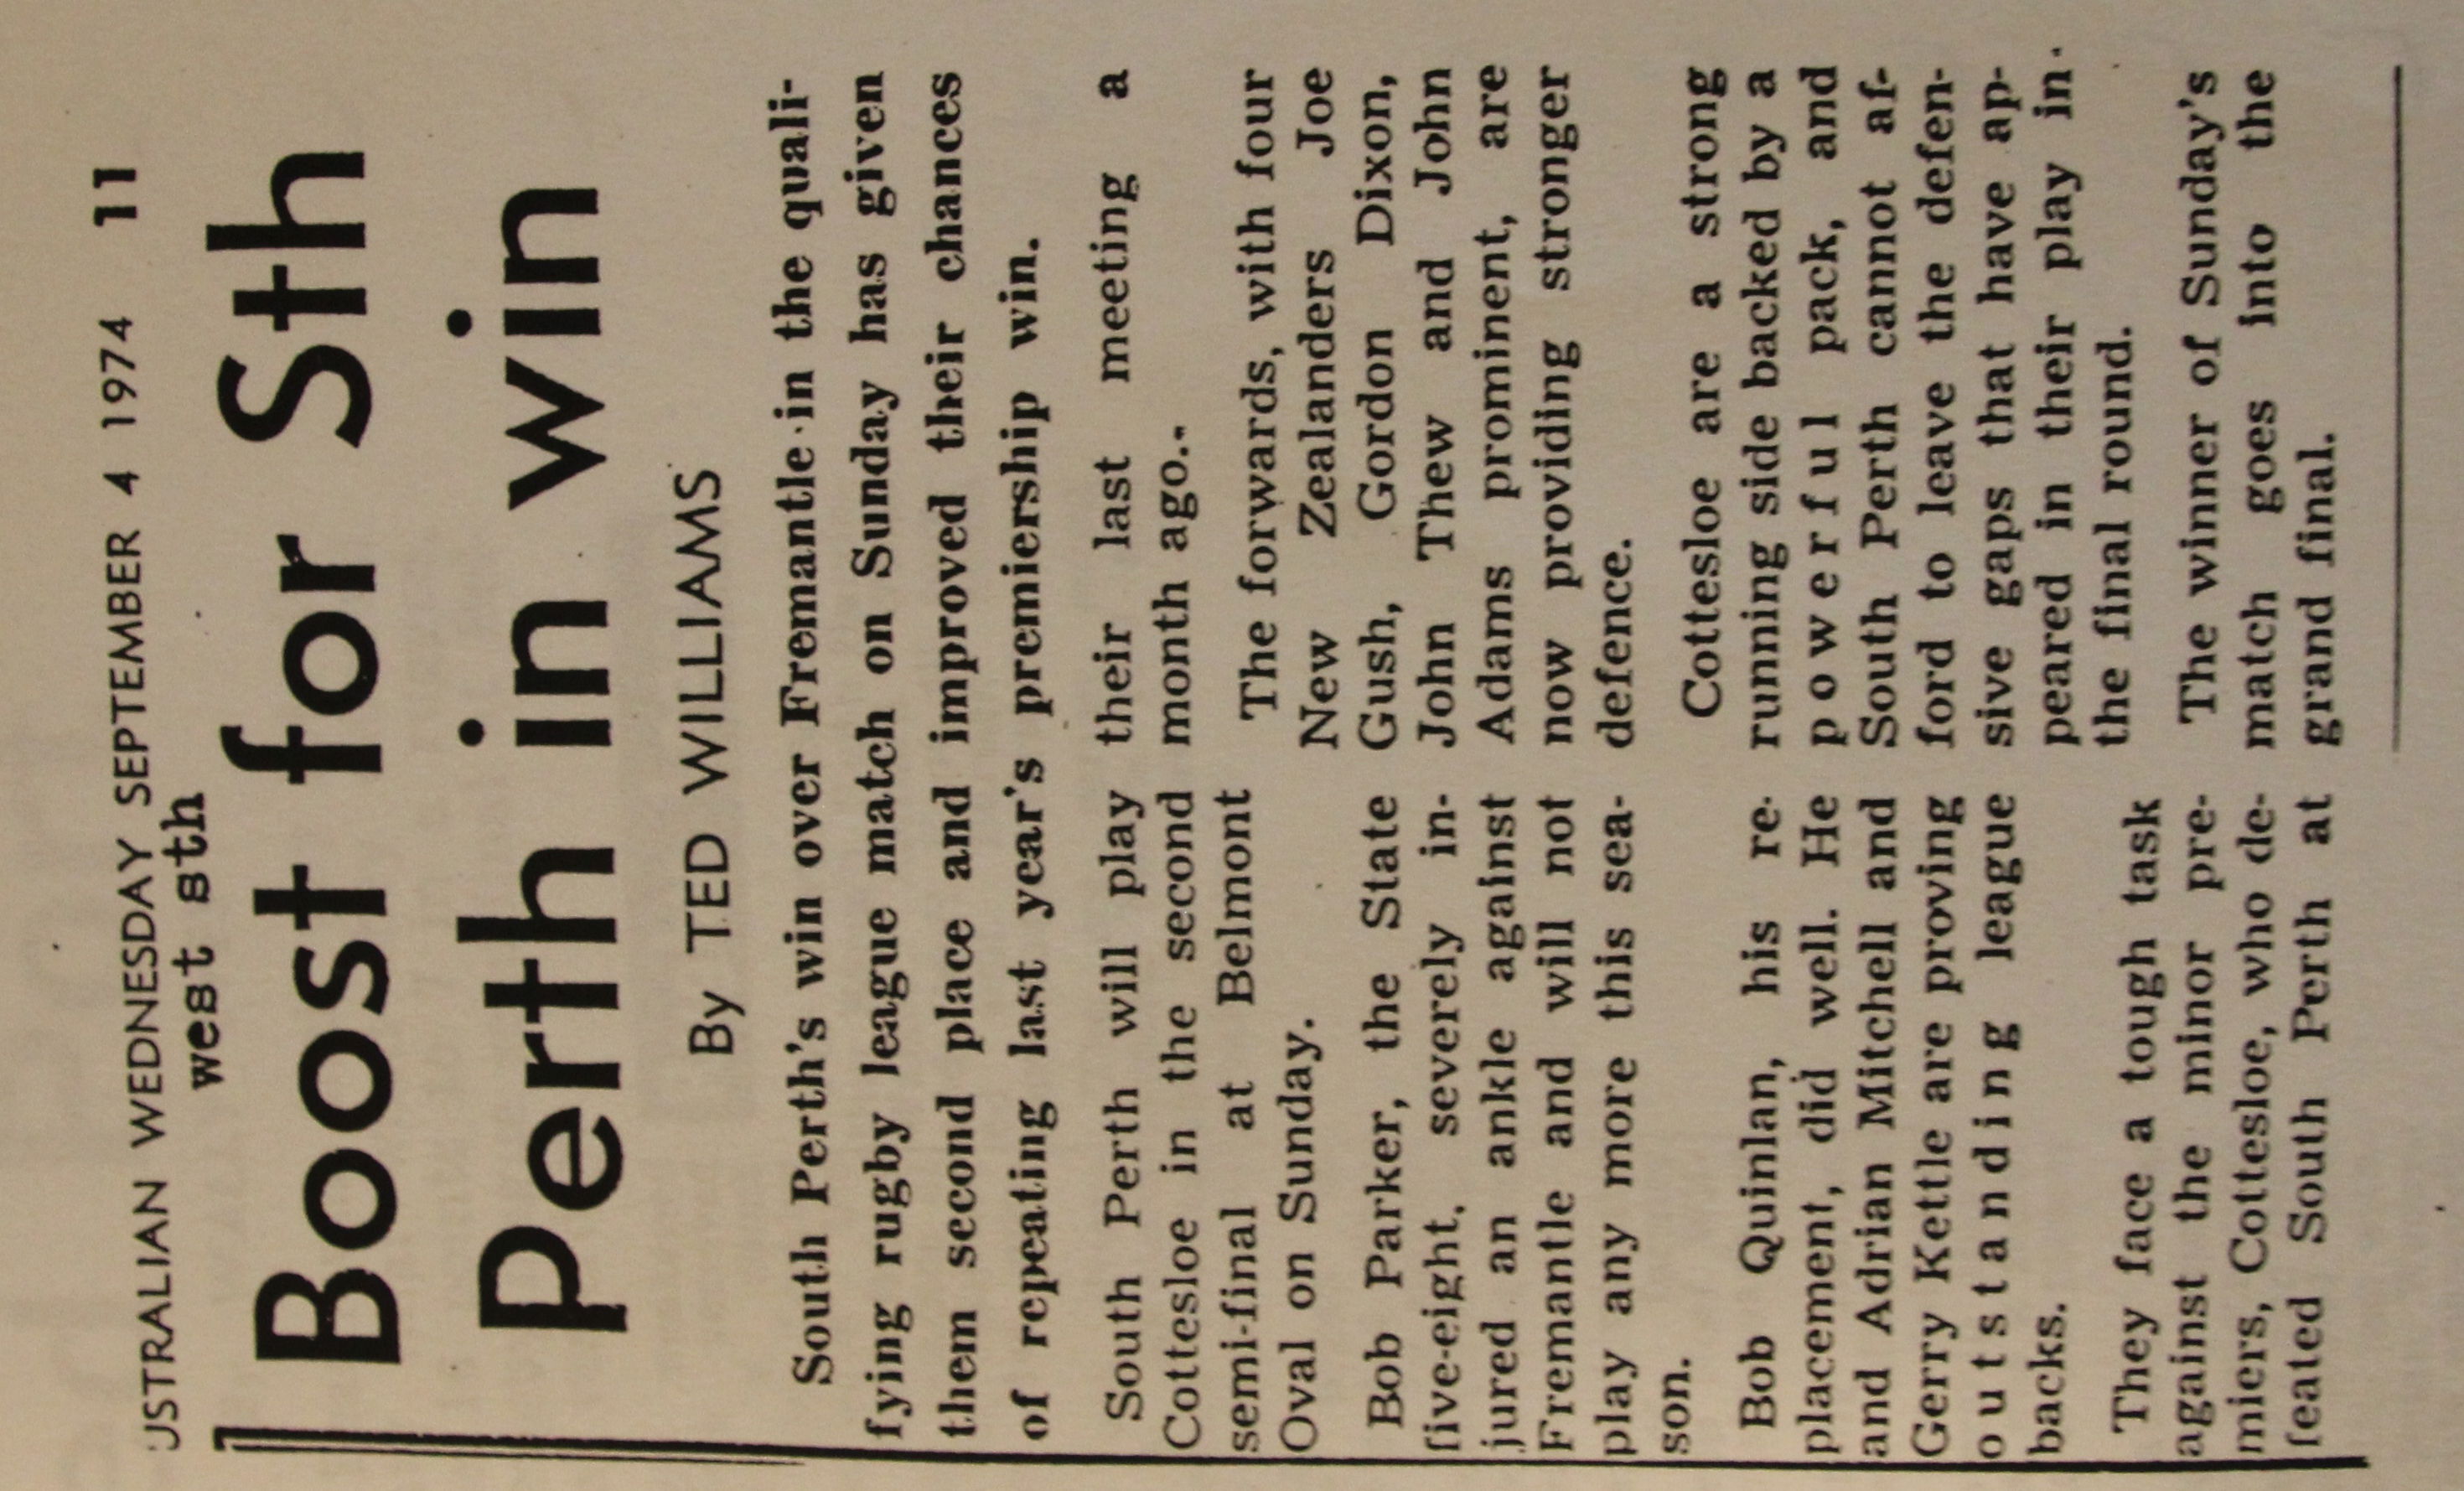 USTRALIAN WEDNESDAY SEPTEMBER 4 1974 11
west sth
Boost for Sth
Perth in win
By TED WILLIAMS
South Perth's win over Fremantle in the quali-
fying rugby league match on Sunday has given
them second place and improved their chances
of repeating last year's premiership win.
South Perth will play
Cottesloe in the second
semi-final at Belmont
Oval on Sunday.
Bob Parker, the State
five-eight, severely in-
jured an ankle against
Fremantle and will not
play any more this sea-
son.
Bob Quinlan, his re-
placement, did well. He
and Adrian Mitchell and
Gerry Kettle are proving
outstanding league
backs.
They face a tough task
against the minor pre-
miers, Cottesloe, who de-
feated South Perth at
their last meeting a
month ago..
The forwards, with four
New Zealanders Joe
Gush, Gordon Dixon,
John Thew and John
Adams prominent, are
now providing stronger
defence.
Cottesloe are a strong
running side backed by a
powerful pack, and
South Perth cannot af-
ford to leave the defen-
sive gaps that have ap-
peared in their play in
the final round.
The winner of Sunday's
match goes into the
grand final.